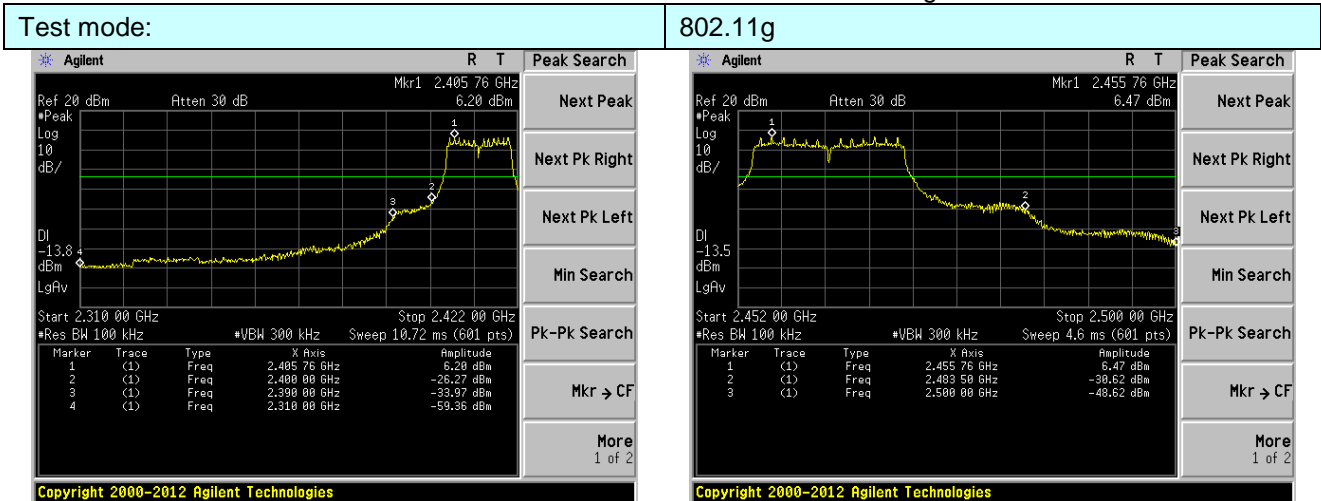 Test mode:
802.11g
Agilent
R T
Peak Search
Mkr1 2.405 76 GHz
Ref 20 dBm
Atten 30 dB
6.20 dBm
#Peak
Log
10
dB/
1
2
3
4
DI
-13.8
dBm
LgAv
Start 2.310 00 GHz
Stop 2.422 00 GHz
#Res BW 100 kHz
#VBW 300 kHz
Sweep 10.72 ms (601 pts)
Marker Trace Type X Axis Amplitude
1 (1) Freq 2.405 76 GHz 6.20 dBm
2 (1) Freq 2.400 00 GHz -26.27 dBm
3 (1) Freq 2.390 00 GHz -33.97 dBm
4 (1) Freq 2.310 00 GHz -59.36 dBm
Next Peak
Next Pk Right
Next Pk Left
Min Search
Pk-Pk Search
Mkr → CF
More
1 of 2
Copyright 2000-2012 Agilent Technologies
Agilent
R T
Peak Search
Mkr1 2.455 76 GHz
Ref 20 dBm
Atten 30 dB
6.47 dBm
#Peak
Log
10
dB/
1
2
3
DI
-13.5
dBm
LgAv
Start 2.452 00 GHz
Stop 2.500 00 GHz
#Res BW 100 kHz
#VBW 300 kHz
Sweep 4.6 ms (601 pts)
Marker Trace Type X Axis Amplitude
1 (1) Freq 2.455 76 GHz 6.47 dBm
2 (1) Freq 2.483 50 GHz -30.62 dBm
3 (1) Freq 2.500 00 GHz -48.62 dBm
Next Peak
Next Pk Right
Next Pk Left
Min Search
Pk-Pk Search
Mkr → CF
More
1 of 2
Copyright 2000-2012 Agilent Technologies